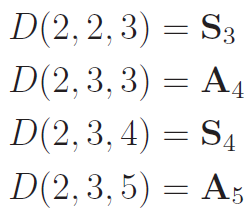 D(2, 2, 3) = S₃
D(2, 3, 3) = A₄
D(2, 3, 4) = S₄
D(2, 3, 5) = A₅